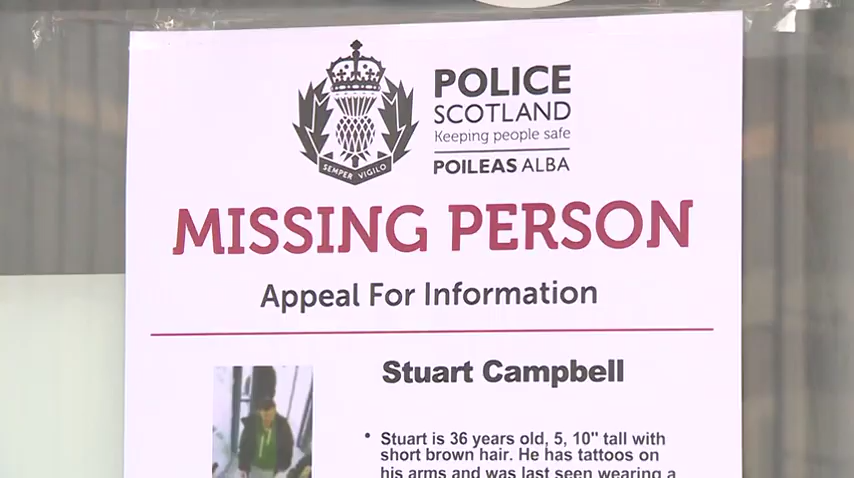 POLICE
SCOTLAND
Keeping people safe
POILEAS ALBA
SEMPER VIGILO
MISSING PERSON
Appeal For Information
Stuart Campbell
• Stuart is 36 years old, 5, 10" tall with
short brown hair. He has tattoos on
his arms and was last seen wearing a